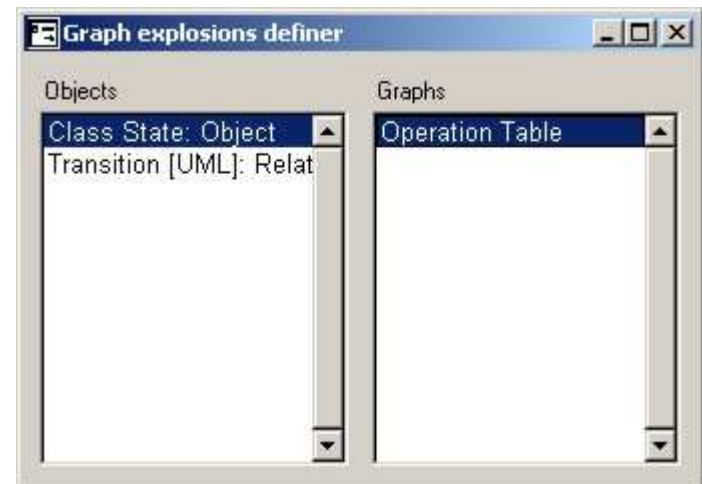 Graph explosions definer
Objects
Graphs
Class State: Object
Operation Table
Transition [UML]: Relat